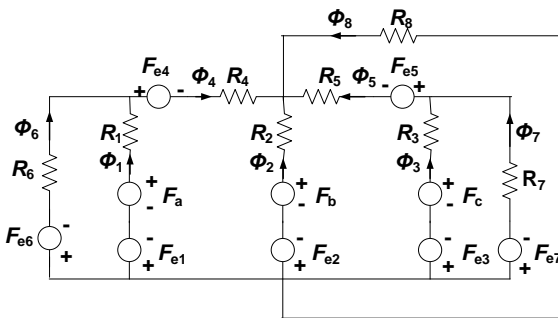 Φ8 R8
Fe4 Φ4 R4 R5 Φ5 Fe5
+ - - +
Φ6 R1 R2 R3 Φ7
R6 Φ1 Φ2 Φ3 R7
+ Fa + Fb + Fc
- - -
Fe6 - + Fe1 - + Fe2 - + Fe3 - + Fe7 - +